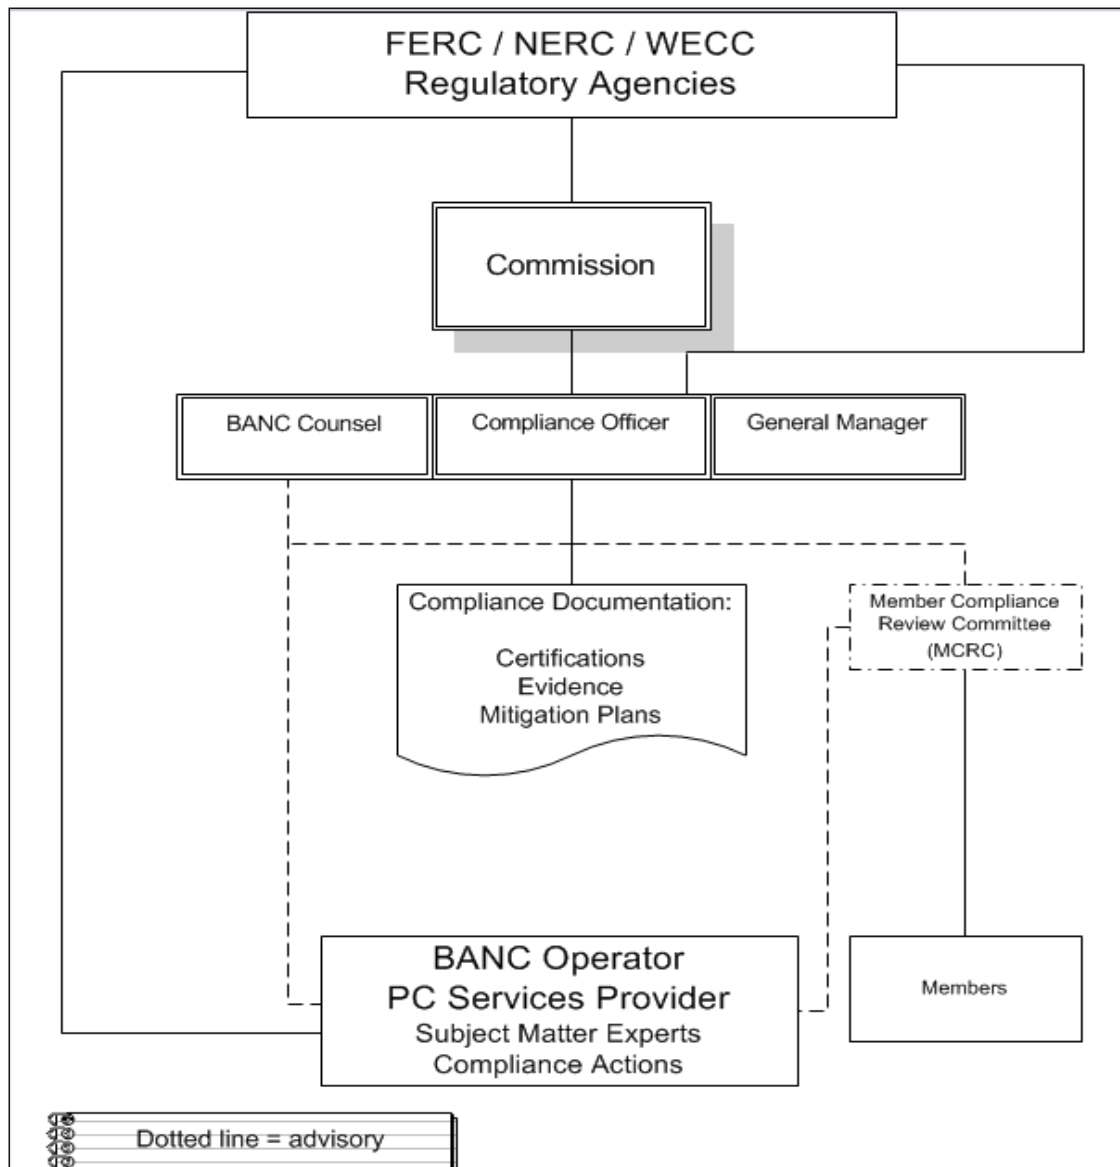 FERC / NERC / WECC
Regulatory Agencies
Commission
BANC Counsel
Compliance Officer
General Manager
Compliance Documentation:
Certifications
Evidence
Mitigation Plans
Member Compliance
Review Committee
(MCRC)
BANC Operator
PC Services Provider
Subject Matter Experts
Compliance Actions
Members
Dotted line = advisory